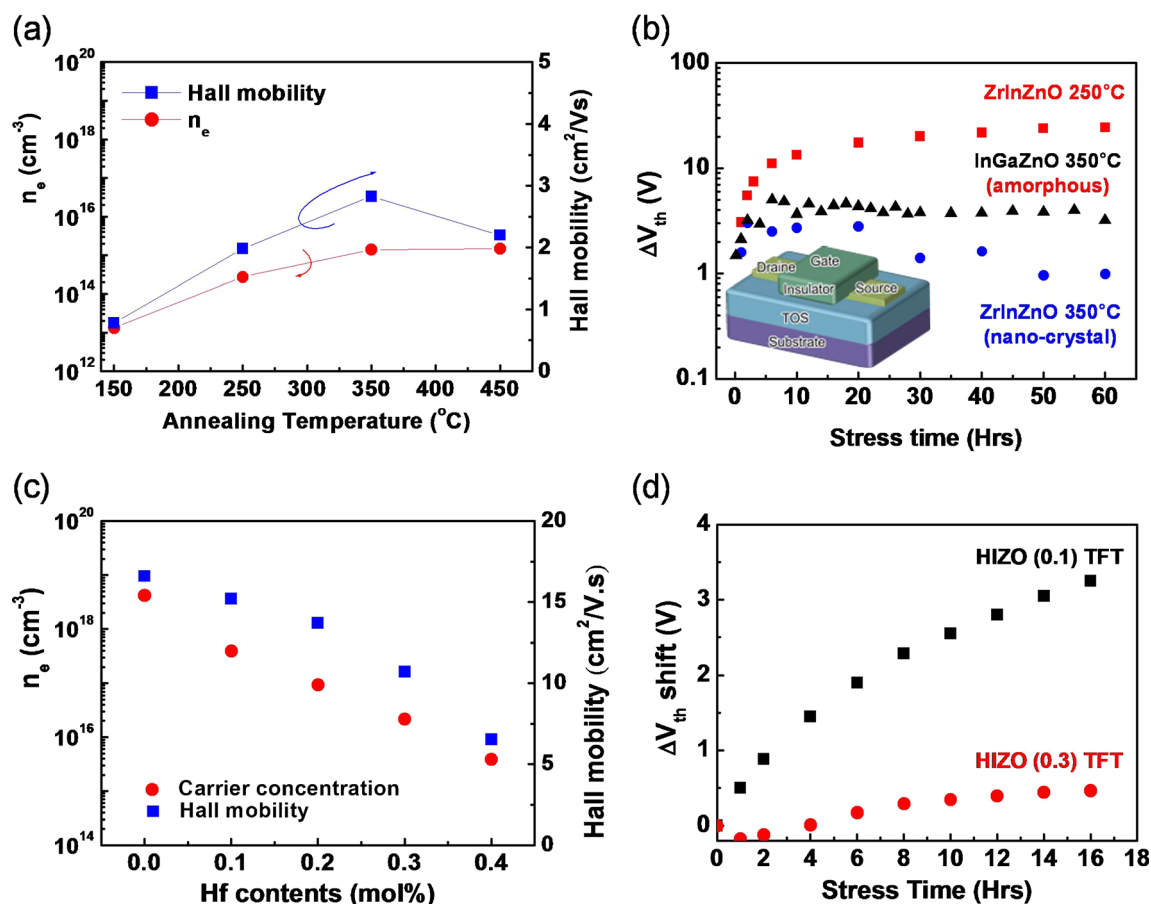 (a)
10^20
10^18
10^16
10^14
10^12
n_e (cm^-3)
Hall mobility
n_e
5
4
3
2
1
0
Hall mobility (cm^2/Vs)
150 200 250 300 350 400 450
Annealing Temperature (°C)
(b)
100
10
1
0.1
ΔV_th (V)
ZrInZnO 250°C
InGaZnO 350°C
(amorphous)
ZrInZnO 350°C
(nano-crystal)
Draine
Gate
Insulator
Source
TOS
Substrate
0 10 20 30 40 50 60
Stress time (Hrs)
(c)
10^20
10^18
10^16
10^14
n_e (cm^-3)
Carrier concentration
Hall mobility
20
15
10
5
0
Hall mobility (cm^2/V.s)
0.0 0.1 0.2 0.3 0.4
Hf contents (mol%)
(d)
4
3
2
1
0
ΔV_th shift (V)
HIZO (0.1) TFT
HIZO (0.3) TFT
0 2 4 6 8 10 12 14 16 18
Stress Time (Hrs)